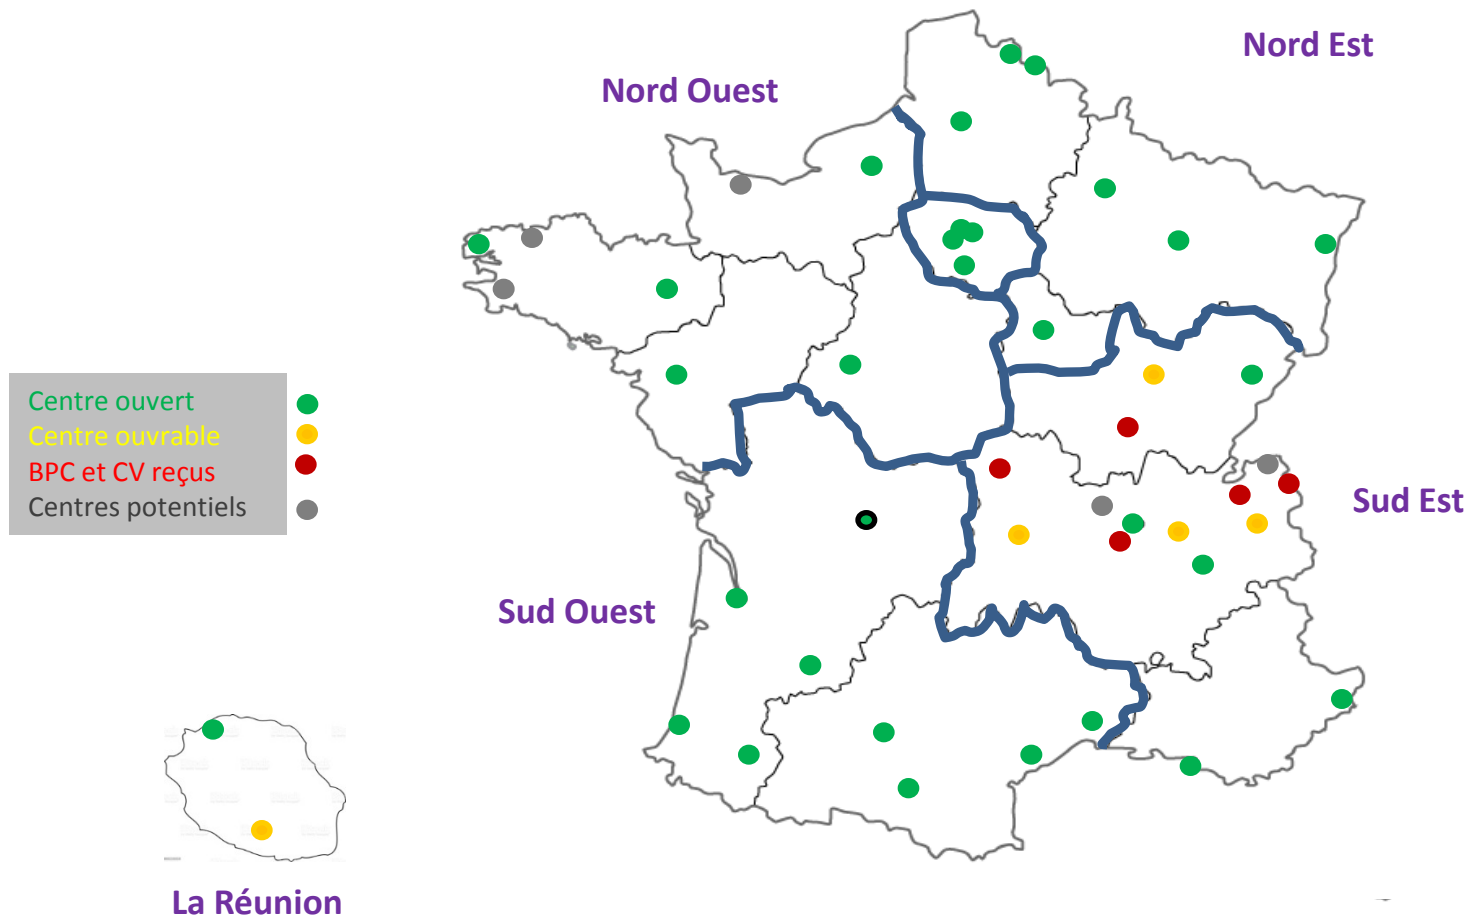 Nord Est
Nord Ouest
Centre ouvert
Centre ouvrable
BPC et CV reçus
Centres potentiels
Sud Est
Sud Ouest
La Réunion